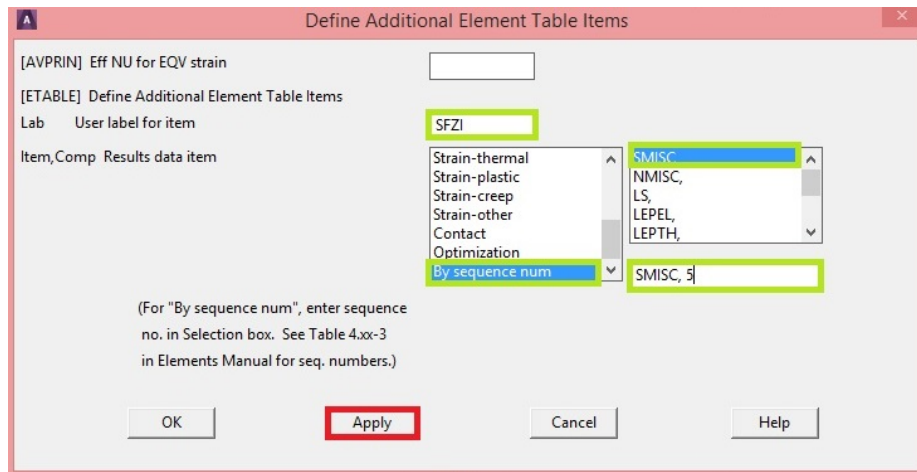 Define Additional Element Table Items
[AVPRIN] Eff NU for EQV strain
[ETABLE] Define Additional Element Table Items
Lab User label for item SFZI
Item,Comp Results data item
Strain-thermal
Strain-plastic
Strain-creep
Strain-other
Contact
Optimization
By sequence num
SMISC,
NMISC,
LS,
LEPEL,
LEPTH,
SMISC, 5
(For "By sequence num", enter sequence
no. in Selection box. See Table 4.xx-3
in Elements Manual for seq. numbers.)
OK Apply Cancel Help